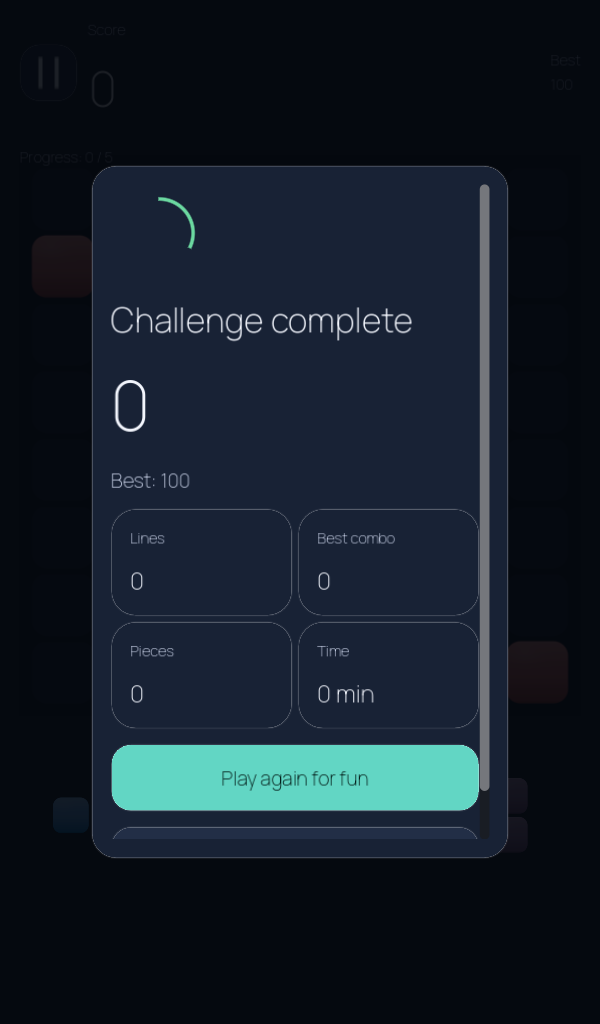 Score
0
Best
100
Progress: 0 / 5
Challenge complete
0
Best: 100
Lines
0
Best combo
0
Pieces
0
Time
0 min
Play again for fun